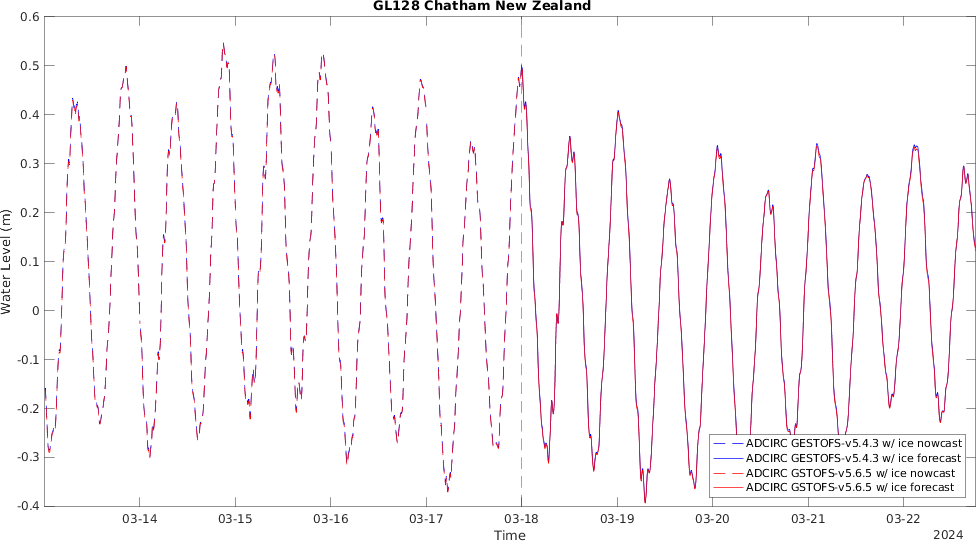 GL128 Chatham New Zealand
0.6
0.5
0.4
0.3
0.2
0.1
0
-0.1
-0.2
-0.3
-0.4
Water Level (m)
ADCIRC GESTOFS-v5.4.3 w/ ice nowcast
ADCIRC GESTOFS-v5.4.3 w/ ice forecast
ADCIRC GSTOFS-v5.6.5 w/ ice nowcast
ADCIRC GSTOFS-v5.6.5 w/ ice forecast
03-14 03-15 03-16 03-17 03-18 03-19 03-20 03-21 03-22
Time
2024